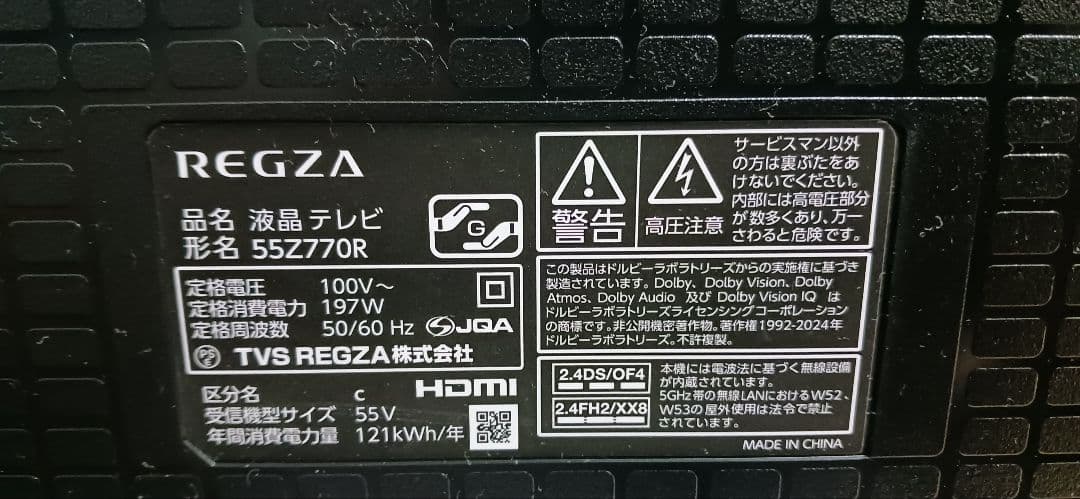 REGZA
品名 液晶テレビ
形名 55Z770R
G
定格電圧 100V～
定格消費電力 197W
定格周波数 50/60 Hz
JQA
PS E
TVS REGZA株式会社
区分名 c
HDMI
受信機型サイズ 55V
年間消費電力量 121kWh/年
警告
高圧注意
サービスマン以外
の方は裏ぶたをあ
けないでください。
内部には高電圧部分
が数多くあり、万一
さわると危険です。
この製品はドルビーラボラトリーズからの実施権に基づき
製造されています。Dolby、Dolby Vision、Dolby
Atmos、Dolby Audio 及び Dolby Vision IQ は
ドルビーラボラトリーズライセンシングコーポレーション
の商標です。非公開機密著作物。著作権1992-2024年
ドルビーラボラトリーズ。不許複製。
2.4DS/OF4
2.4FH2/XX8
本機には電波法に基づく無線設備
が内蔵されています。
5GHz帯の無線LANにおけるW52、
W53の屋外使用は法令で禁止
されています。
MADE IN CHINA